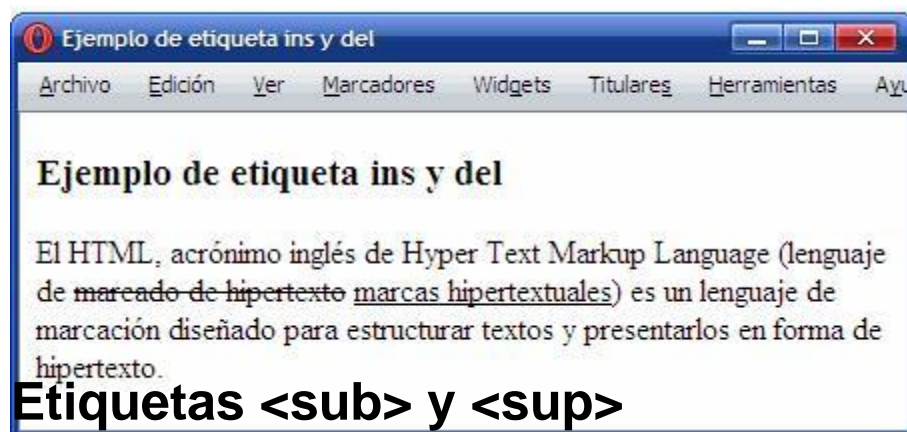 Ejemplo de etiqueta ins y del
Archivo Edición Ver Marcadores Widgets Titulares Herramientas Ayu
Ejemplo de etiqueta ins y del
El HTML, acrónimo inglés de Hyper Text Markup Language (lenguaje
de mareado de hipertexto marcas hipertextuales) es un lenguaje de
marcación diseñado para estructurar textos y presentarlos en forma de
hipertexto.
Etiquetas <sub> y <sup>